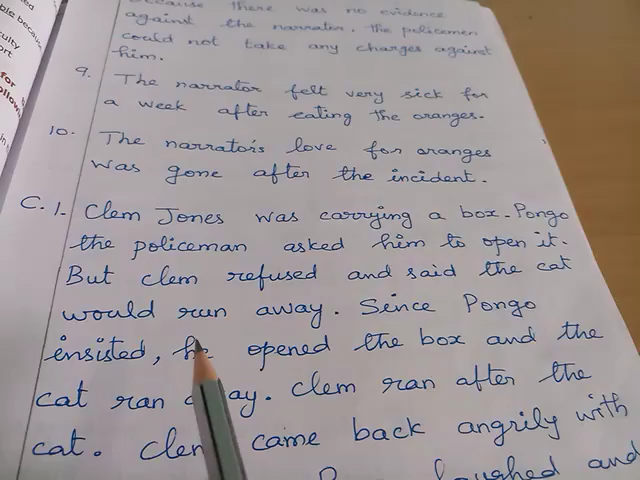 because there was no evidence
against the narrator, the policemen
could not take any charges against
him.
9. The narrator felt very sick for
a week after eating the oranges.
10. The narrator's love for oranges
was gone after the incident.
C. 1. Clem Jones was carrying a box. Pongo
the policeman asked him to open it.
But clem refused and said the cat
would run away. Since Pongo
insisted, he opened the box and the
cat ran away. Clem ran after the
cat. Clem came back angrily with
laughed and